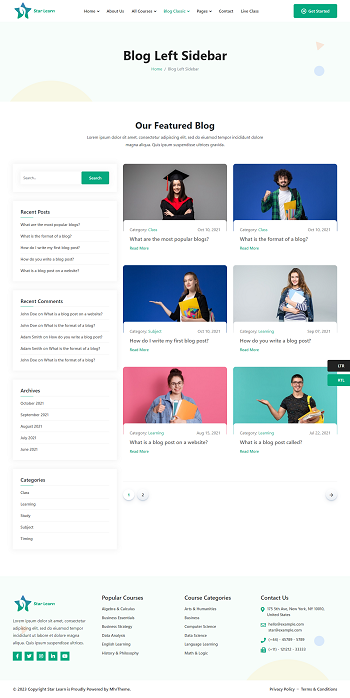 Star Learn
Home
About Us
All Courses
Blog Classic
Pages
Contact
Live Class
Get Started
Blog Left Sidebar
Home / Blog Left Sidebar
Our Featured Blog
Lorem ipsum dolor sit amet, consectetur adipiscing elit, sed do eiusmod tempor incididunt dolore
magna aliqua. Quis ipsum suspendisse ultrices gravida.
Search...
Search
Recent Posts
What are the most popular blogs?
What is the format of a blog?
How do I write my first blog post?
How do you write a blog post?
What is a blog post on a website?
Recent Comments
John Doe on What is a blog post on a website?
John Doe on What is the format of a blog?
Adam Smith on How do you write a blog post?
Adam Smith on What is the format of a blog?
John Doe on What is the format of a blog?
Archives
October 2021
September 2021
August 2021
July 2021
June 2021
Categories
Class
Learning
Study
Subject
Timing
Category: Class
Oct 10, 2021
What are the most popular blogs?
Read More
Category: Class
Oct 10, 2021
What is the format of a blog?
Read More
Category: Subject
Oct 10, 2021
How do I write my first blog post?
Read More
Category: Learning
Sep 07, 2021
How do you write a blog post?
Read More
Category: Learning
Aug 15, 2021
What is a blog post on a website?
Read More
Category: Learning
Jul 22, 2021
What is a blog post called?
Read More
1
2
LTR
RTL
Star Learn
Lorem ipsum dolor sit amet, consectetur
adipiscing elit, sed do eiusmod tempor
incididunt ut labore et dolore magna
aliqua. Quis ipsum suspendisse ultrices.
Popular Courses
Algebra & Calculus
Business Essentials
Business Strategy
Data Analysis
English Learning
History & Philosophy
Course Categories
Arts & Humanities
Business
Computer Science
Data Science
Language Learning
Math & Logic
Contact Us
175 5th Ave, New York, NY 10010,
United States
hello@example.com
star@example.com
(+66) - 45789 - 5789
(+11) - 121212 - 33333
© 2023 Copyright Star Learn is Proudly Powered by MhrTheme.
Privacy Policy
Terms & Conditions